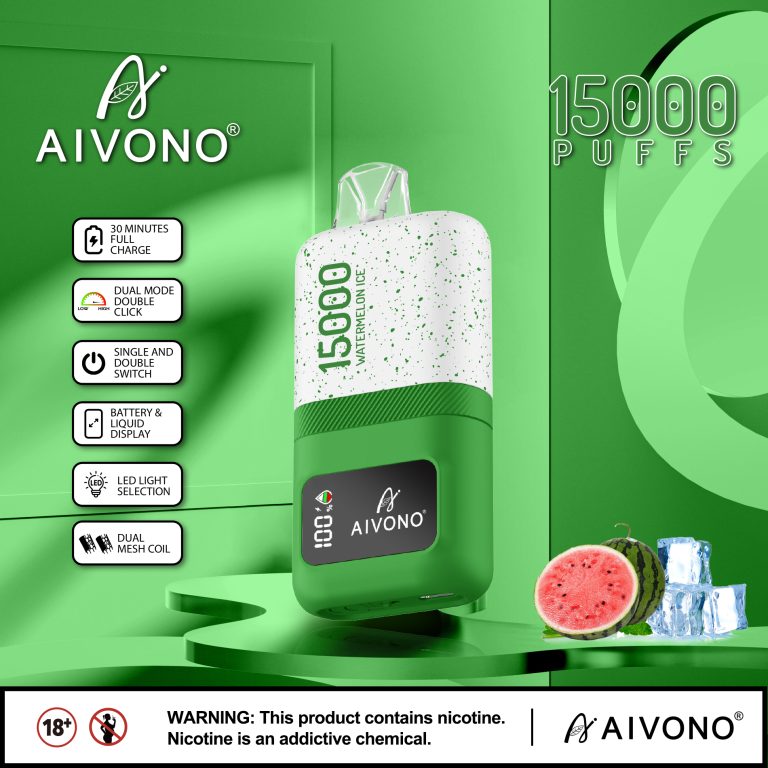 AIVONO®
15000
PUFFS
30 MINUTES
FULL
CHARGE
LOW HIGH
DUAL MODE
DOUBLE
CLICK
SINGLE AND
DOUBLE
SWITCH
BATTERY &
LIQUID
DISPLAY
LED
LED LIGHT
SELECTION
DUAL
MESH COIL
15000
WATERMELON ICE
100%
AIVONO®
18+
WARNING: This product contains nicotine.
Nicotine is an addictive chemical.
AIVONO®